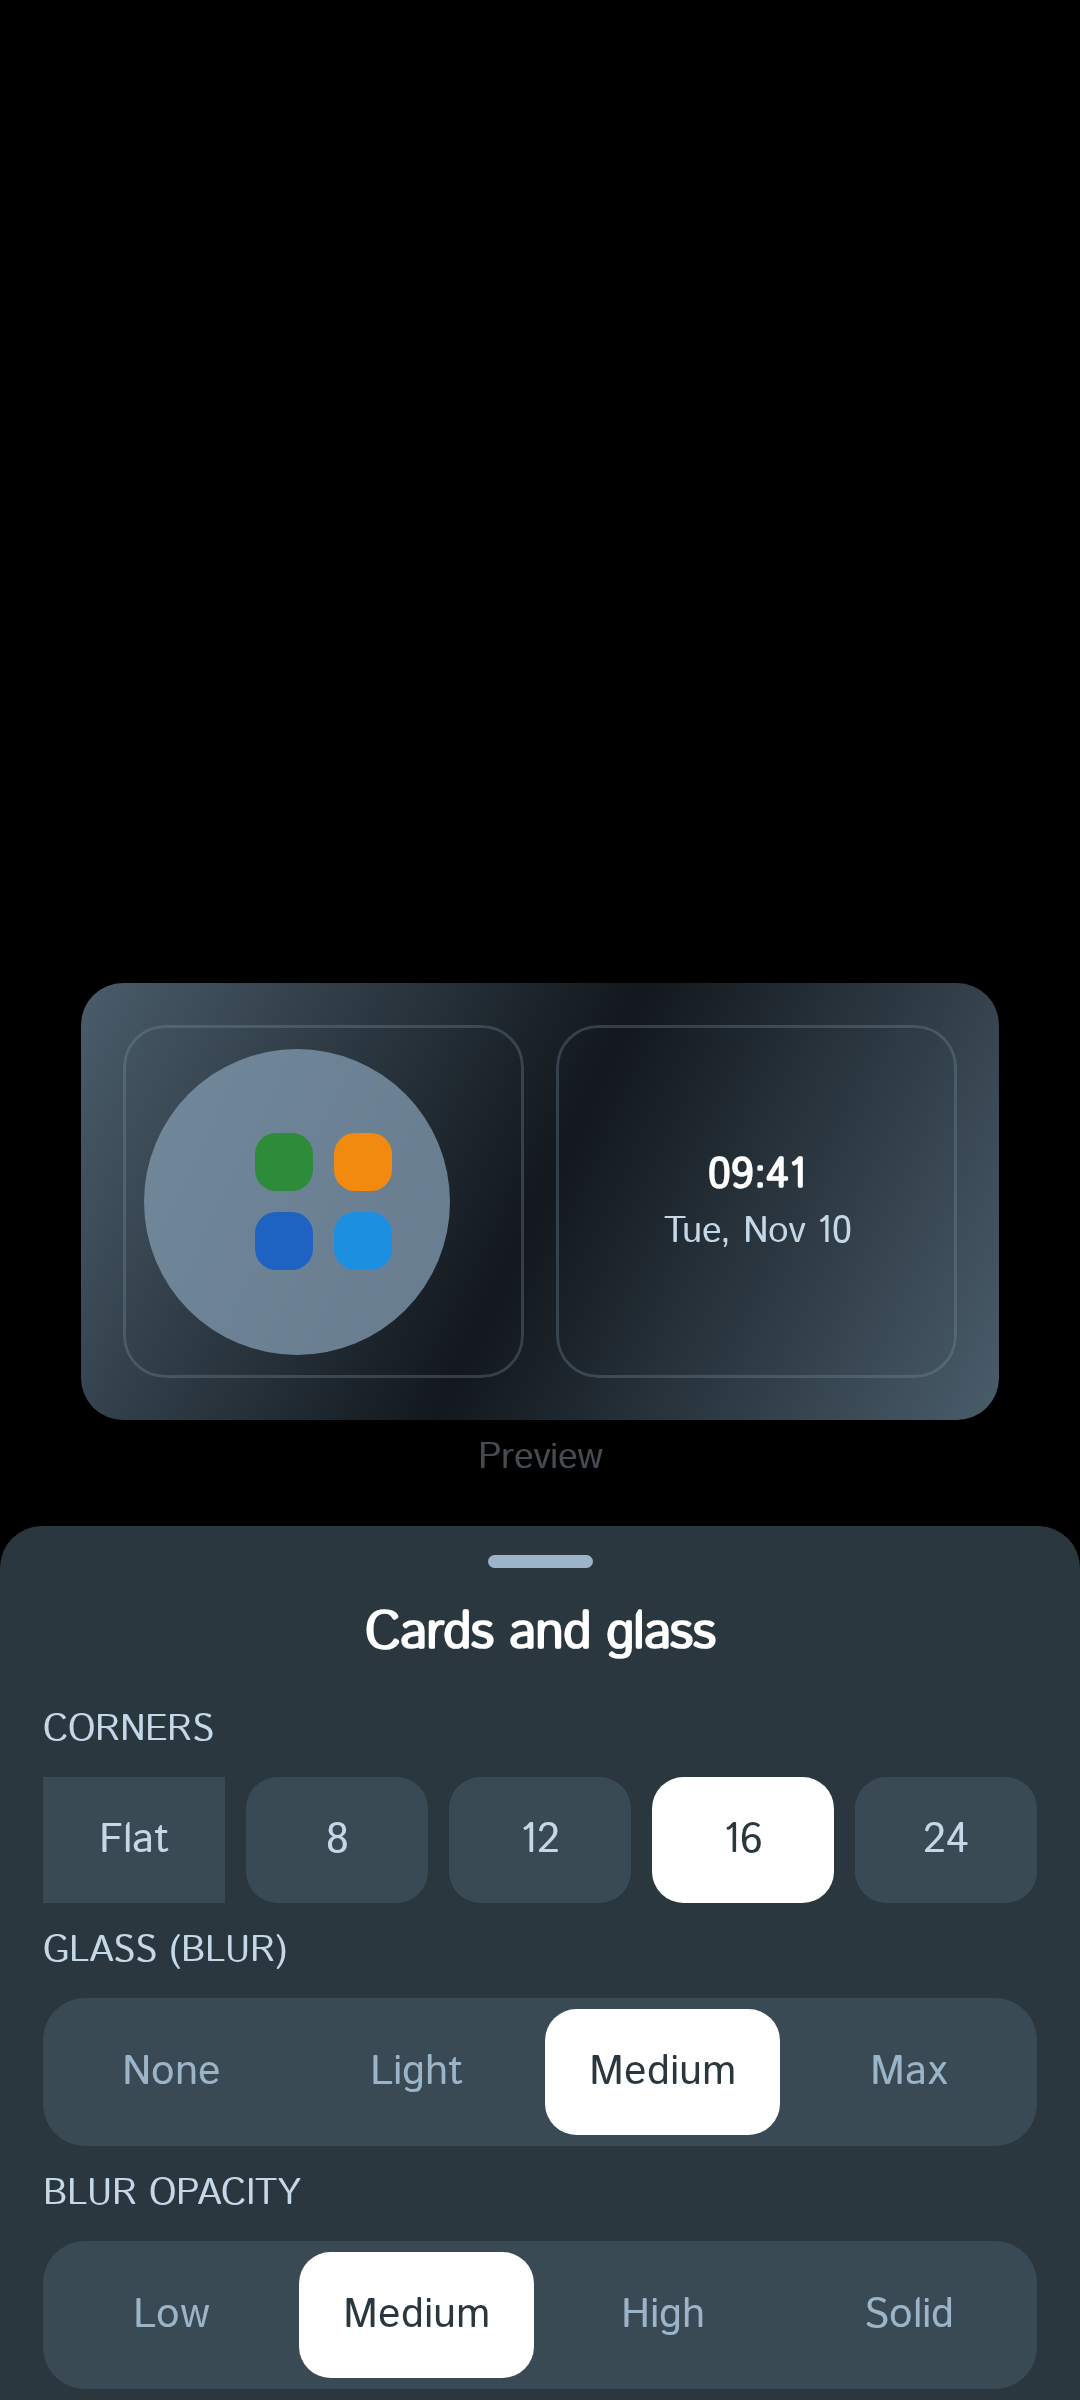 09:41
Tue, Nov 10
Preview
Cards and glass
CORNERS
Flat 8 12 16 24
GLASS (BLUR)
None Light Medium Max
BLUR OPACITY
Low Medium High Solid